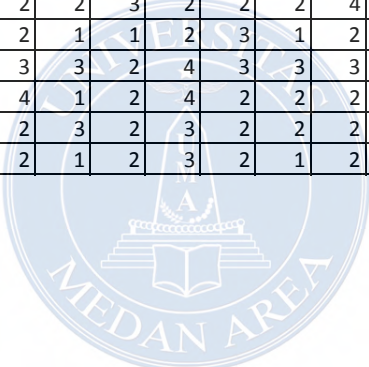 2 2 3 2 2 2 4
2 1 1 2 3 1 2
3 3 2 4 3 3 3
4 1 2 4 2 2 2
2 3 2 3 2 2 2
2 1 2 3 2 1 2
UNIVERSITAS
UMA
MEDAN AREA